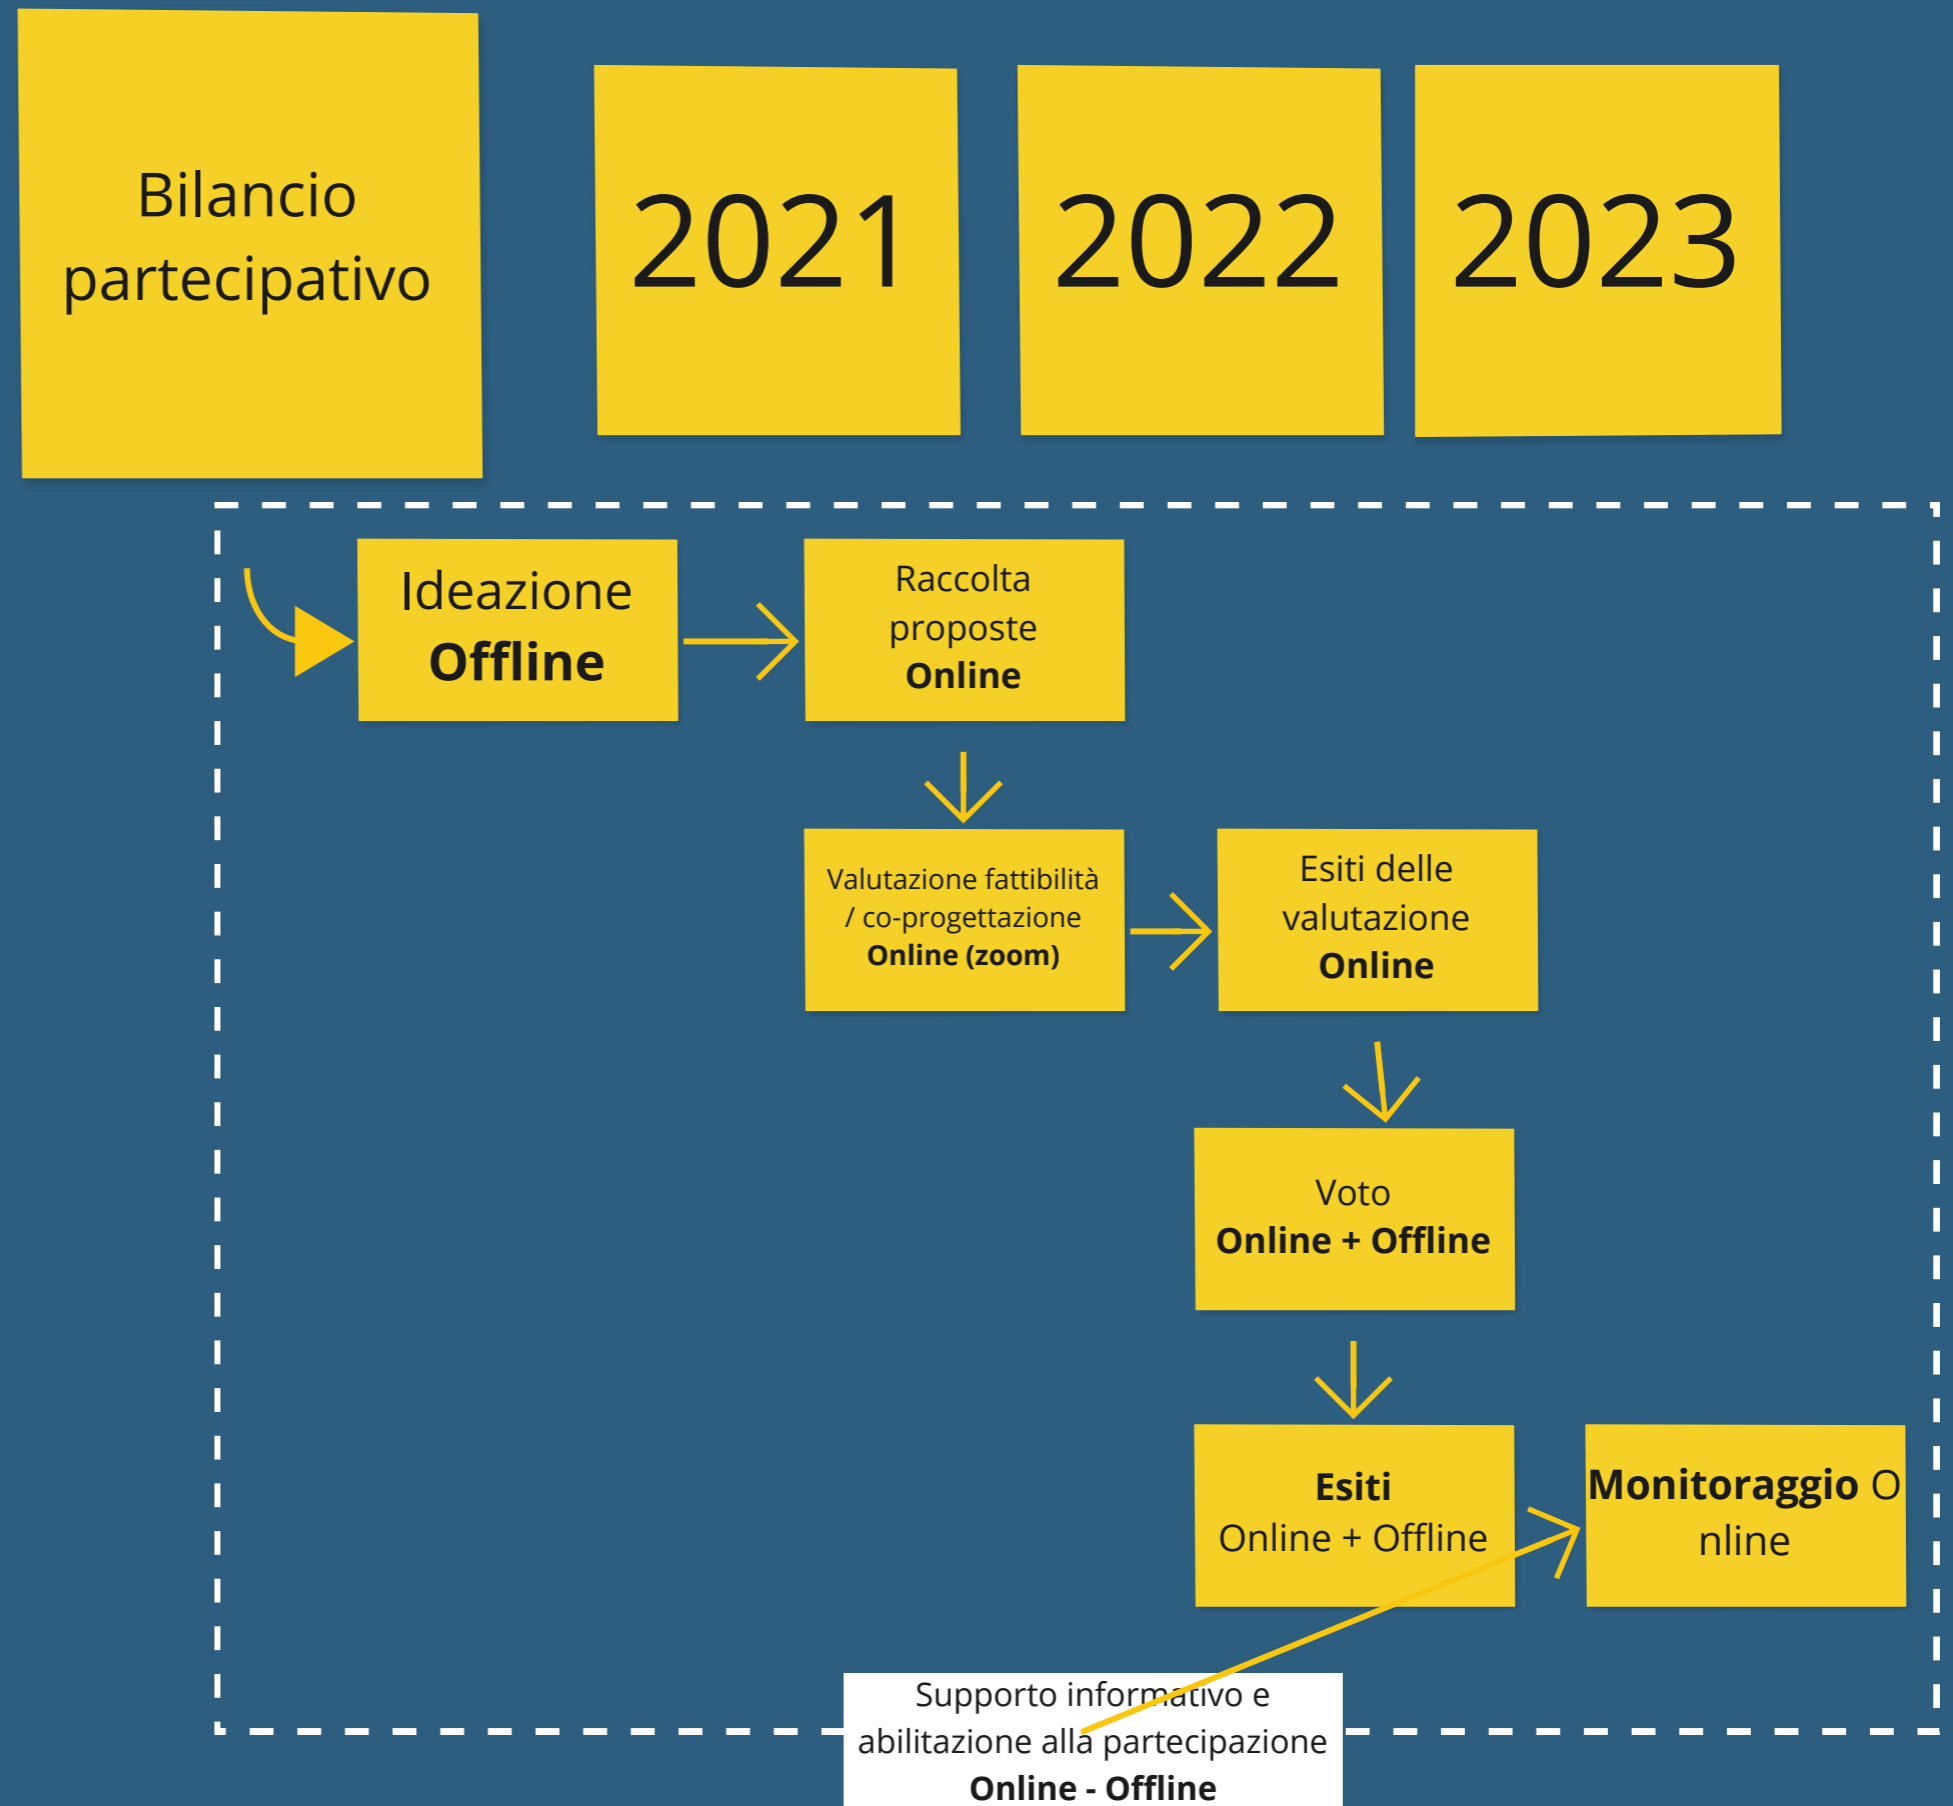 Bilancio
partecipativo
2021
2022
2023
Ideazione
Offline
Raccolta
proposte
Online
Valutazione fattibilità
/ co-progettazione
Online (zoom)
Esiti delle
valutazione
Online
Voto
Online + Offline
Esiti
Online + Offline
Monitoraggio O
nline
Supporto informativo e
abilitazione alla partecipazione
Online - Offline